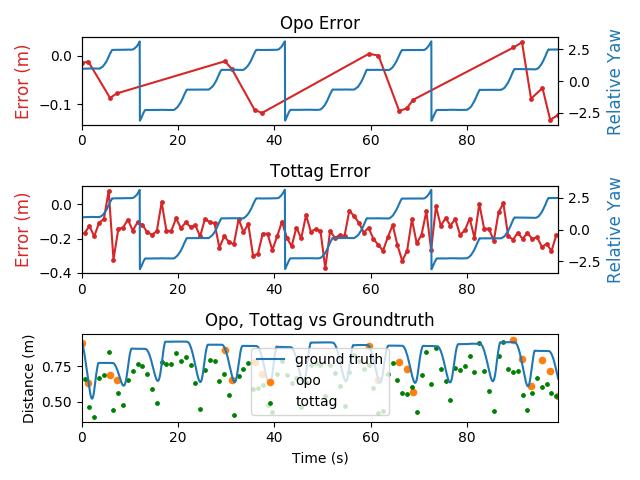 Opo Error
Error (m)
0.0
−0.1
2.5
0.0
−2.5
Relative Yaw
0 20 40 60 80
Tottag Error
Error (m)
0.0
−0.2
−0.4
2.5
0.0
−2.5
Relative Yaw
0 20 40 60 80
Opo, Tottag vs Groundtruth
Distance (m)
0.75
0.50
ground truth
opo
tottag
0 20 40 60 80
Time (s)